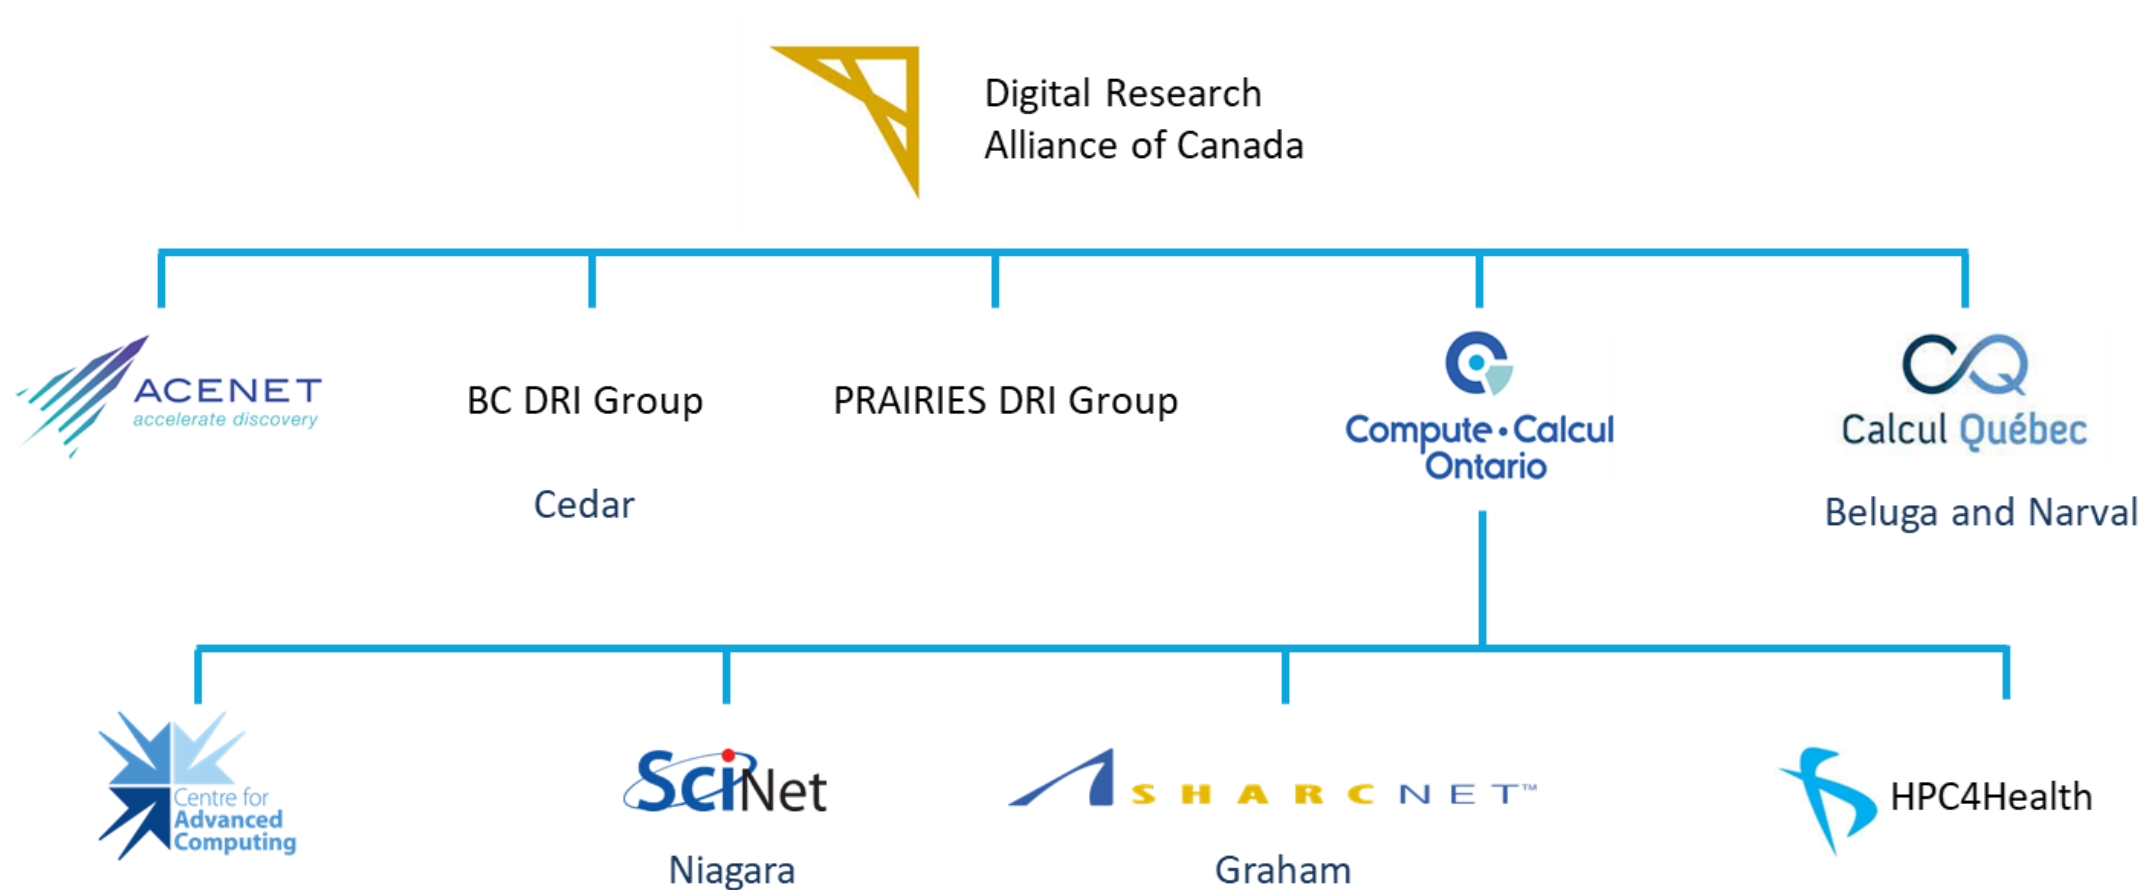 Digital Research
Alliance of Canada
ACENET
accelerate discovery
BC DRI Group
Cedar
PRAIRIES DRI Group
Compute • Calcul
Ontario
CQ
Calcul Québec
Beluga and Narval
Centre for
Advanced
Computing
SciNet
Niagara
SHARCNET™
Graham
HPC4Health